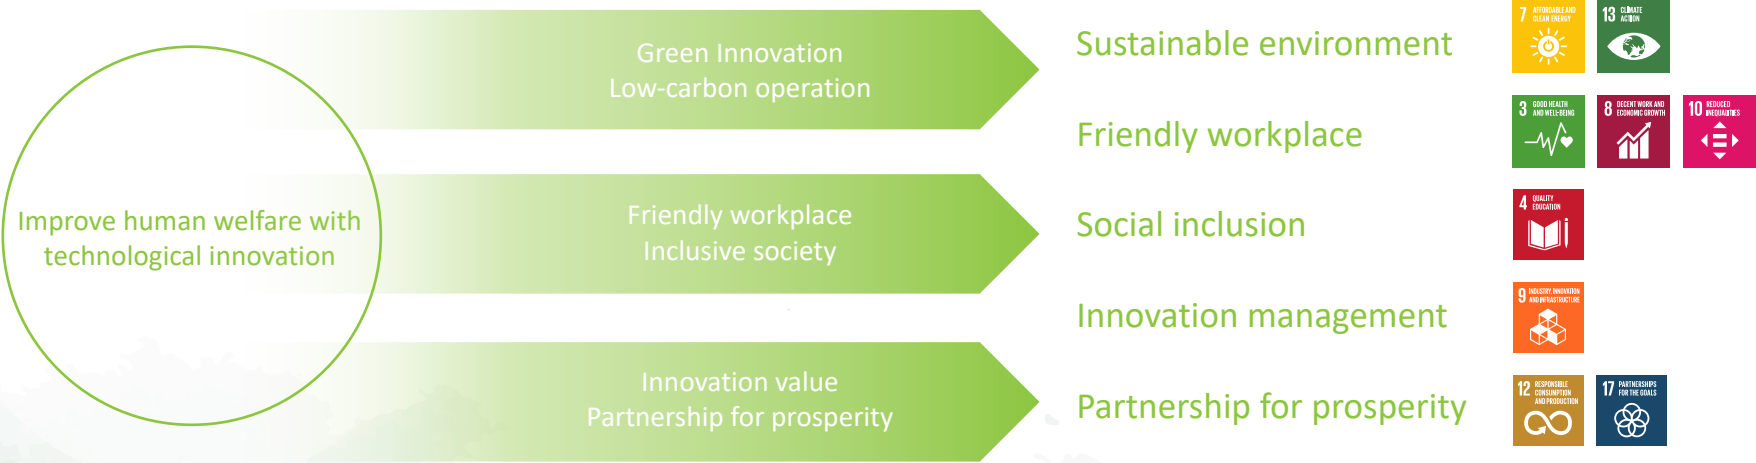 Improve human welfare with
technological innovation
Green Innovation
Low-carbon operation
Friendly workplace
Inclusive society
Innovation value
Partnership for prosperity
Sustainable environment
7 AFFORDABLE AND
CLEAN ENERGY
13 CLIMATE
ACTION
Friendly workplace
3 GOOD HEALTH
AND WELL-BEING
8 DECENT WORK AND
ECONOMIC GROWTH
10 REDUCED
INEQUALITIES
Social inclusion
4 QUALITY
EDUCATION
Innovation management
9 INDUSTRY, INNOVATION
AND INFRASTRUCTURE
Partnership for prosperity
12 RESPONSIBLE
CONSUMPTION
AND PRODUCTION
17 PARTNERSHIPS
FOR THE GOALS